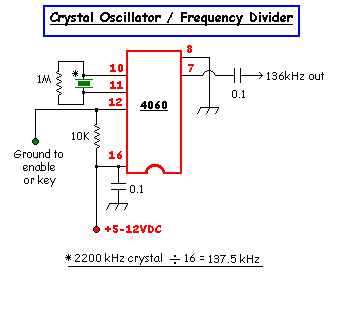 Crystal Oscillator / Frequency Divider
8
1M
*
10
7
136kHz out
11
0.1
12
4060
10K
Ground to
enable
or key
16
0.1
+5-12VDC
* 2200 kHz crystal ÷ 16 = 137.5 kHz